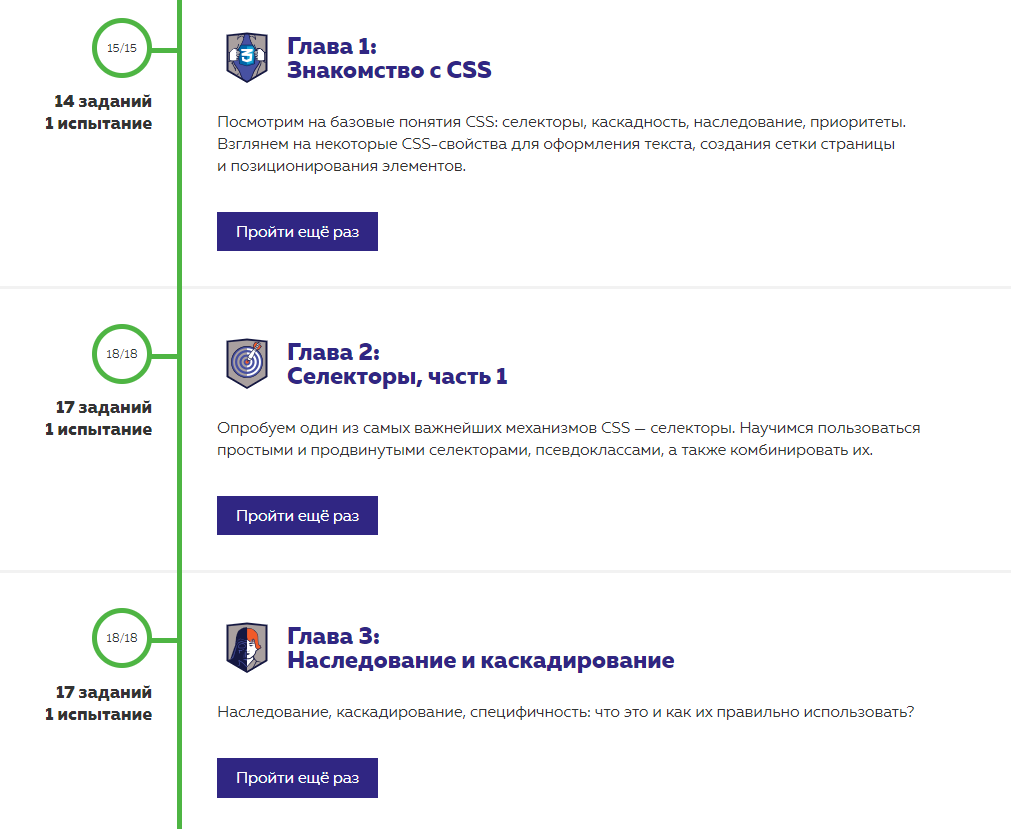 15/15
14 заданий
1 испытание
Глава 1:
Знакомство с CSS
Посмотрим на базовые понятия CSS: селекторы, каскадность, наследование, приоритеты.
Взглянем на некоторые CSS-свойства для оформления текста, создания сетки страницы
и позиционирования элементов.
Пройти ещё раз
18/18
17 заданий
1 испытание
Глава 2:
Селекторы, часть 1
Опробуем один из самых важнейших механизмов CSS — селекторы. Научимся пользоваться
простыми и продвинутыми селекторами, псевдоклассами, а также комбинировать их.
Пройти ещё раз
18/18
17 заданий
1 испытание
Глава 3:
Наследование и каскадирование
Наследование, каскадирование, специфичность: что это и как их правильно использовать?
Пройти ещё раз